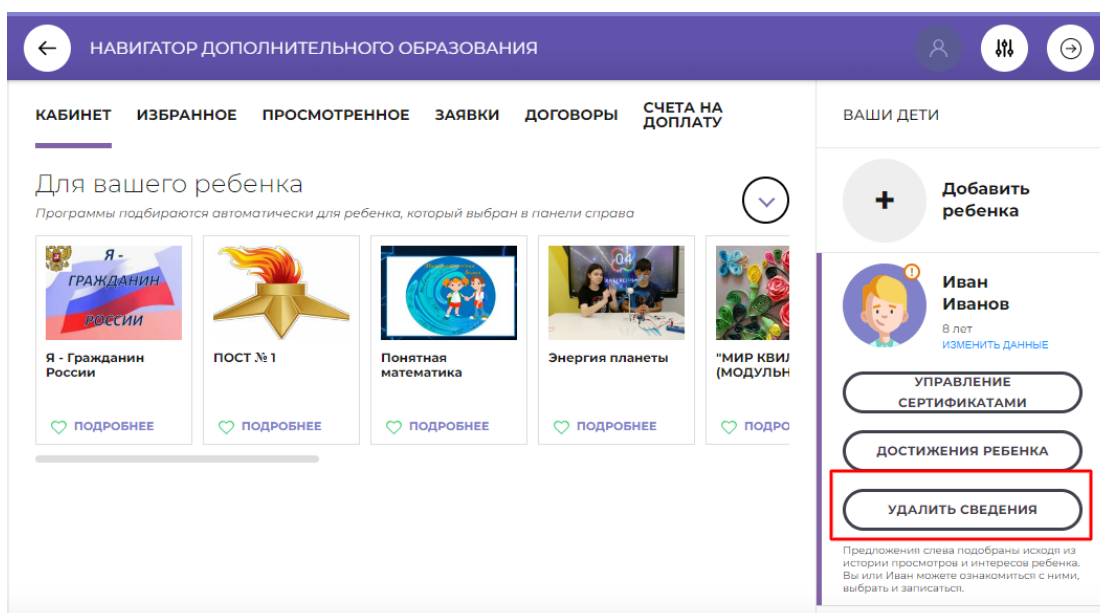 НАВИГАТОР ДОПОЛНИТЕЛЬНОГО ОБРАЗОВАНИЯ
КАБИНЕТ ИЗБРАННОЕ ПРОСМОТРЕННОЕ ЗАЯВКИ ДОГОВОРЫ СЧЕТА НА
ДОПЛАТУ
Для вашего ребенка
Программы подбираются автоматически для ребенка, который выбран в панели справа
Я -
ГРАЖДАНИН
РОССИИ
Я - Гражданин
России
ПОДРОБНЕЕ
ПОСТ № 1
ПОДРОБНЕЕ
Понятная
математика
ПОДРОБНЕЕ
Энергия планеты
ПОДРОБНЕЕ
"МИР КВИЛ
(МОДУЛЬН
ПОДРО
ВАШИ ДЕТИ
+
Добавить
ребенка
Иван
Иванов
8 лет
ИЗМЕНИТЬ ДАННЫЕ
УПРАВЛЕНИЕ
СЕРТИФИКАТАМИ
ДОСТИЖЕНИЯ РЕБЕНКА
УДАЛИТЬ СВЕДЕНИЯ
Предложения слева подобраны исходя из
истории просмотров и интересов ребенка.
Вы или Иван можете ознакомиться с ними,
выбрать и записаться.